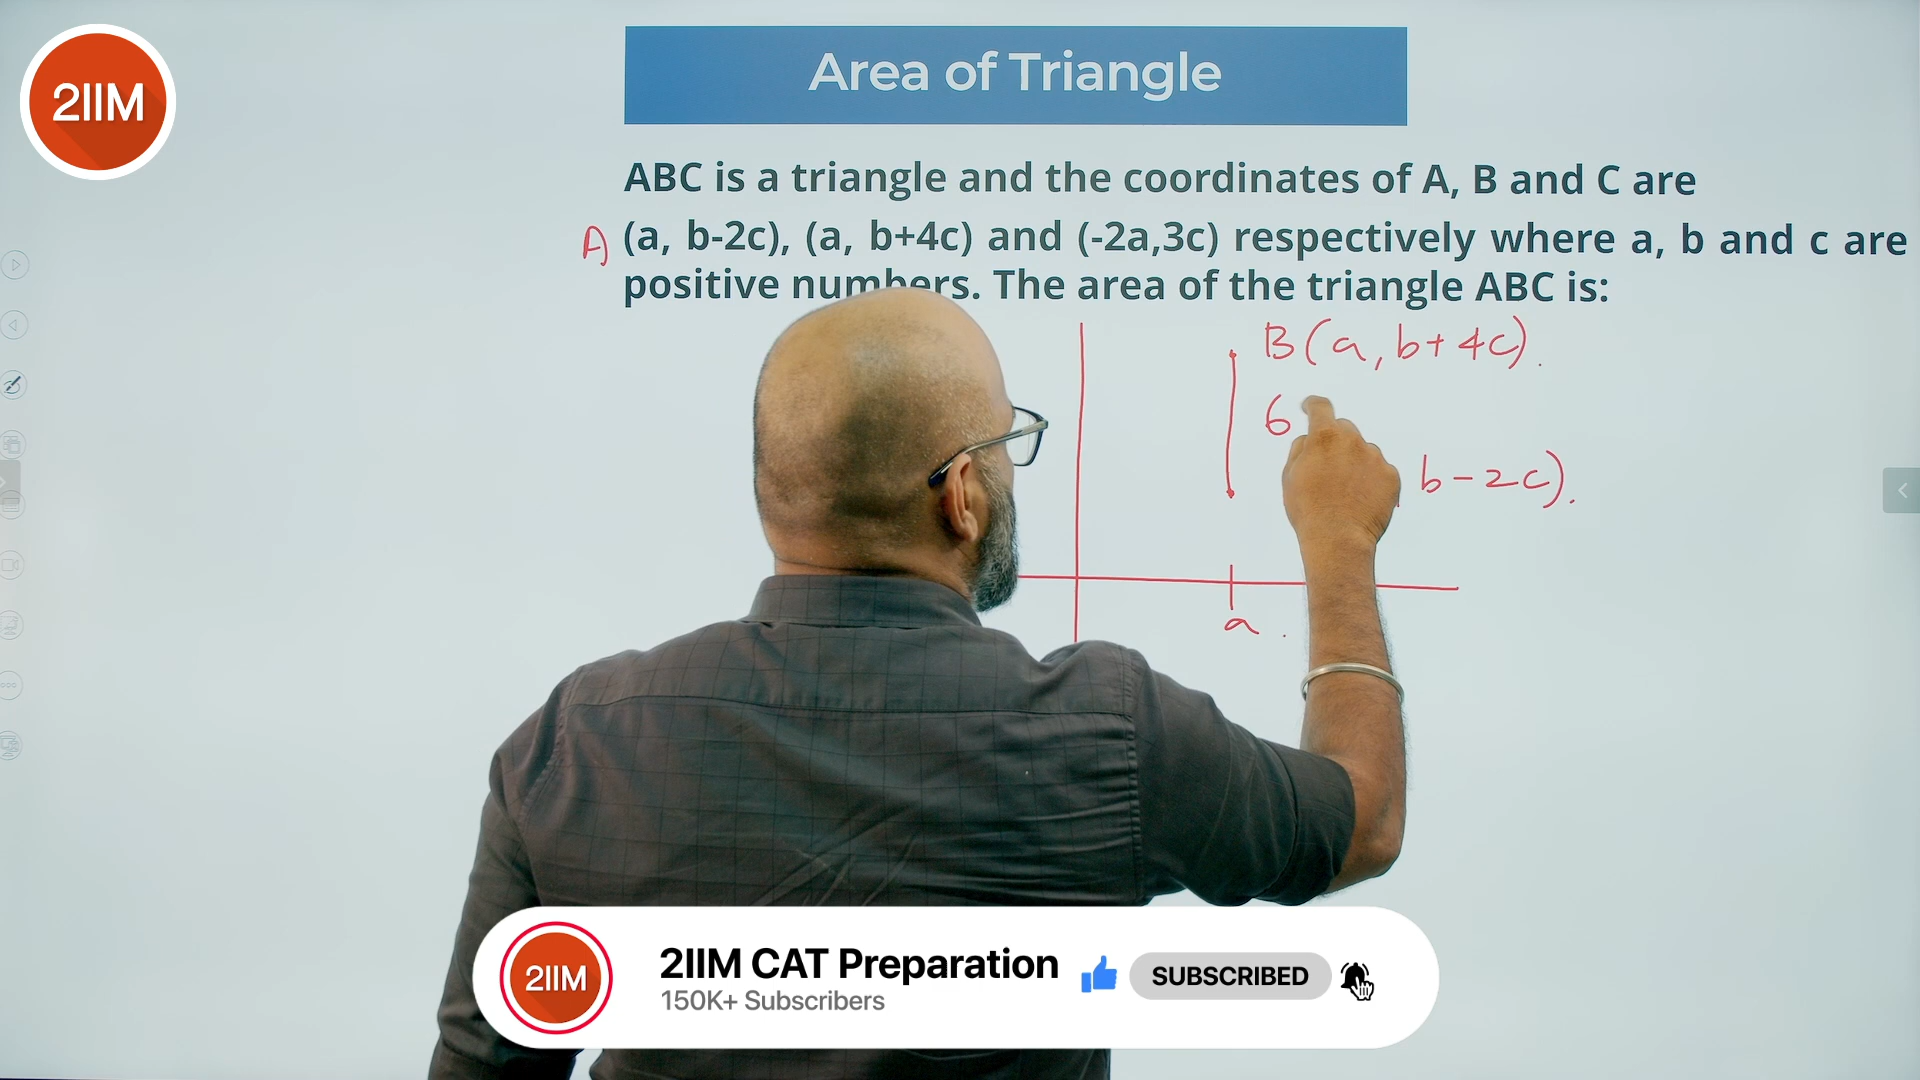 2IIM
Area of Triangle
ABC is a triangle and the coordinates of A, B and C are
A) (a, b-2c), (a, b+4c) and (-2a,3c) respectively where a, b and c are
positive numbers. The area of the triangle ABC is:
B(a, b+4c).
6
b-2c).
a.
2IIM
2IIM CAT Preparation
150K+ Subscribers
SUBSCRIBED